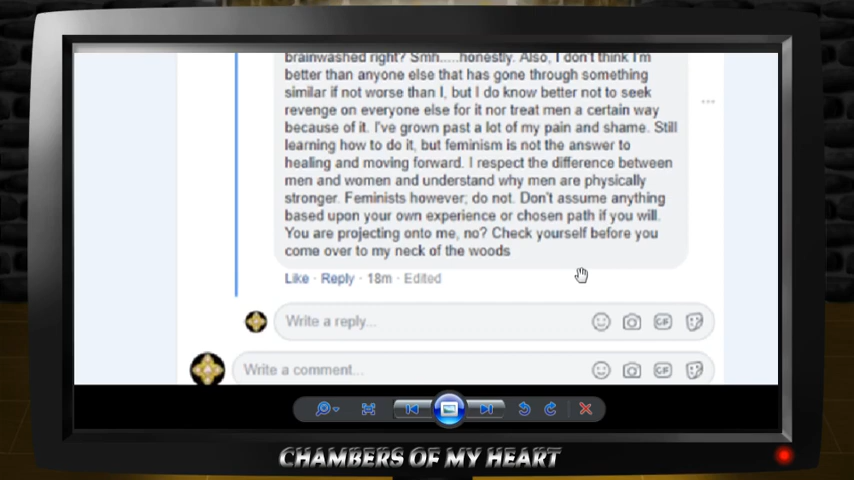 brainwashed right? Smh.....honestly. Also, I don't think I'm
better than anyone else that has gone through something
similar if not worse than I, but I do know better not to seek
revenge on everyone else for it nor treat men a certain way
because of it. I've grown past a lot of my pain and shame. Still
learning how to do it, but feminism is not the answer to
healing and moving forward. I respect the difference between
men and women and understand why men are physically
stronger. Feminists however; do not. Don't assume anything
based upon your own experience or chosen path if you will.
You are projecting onto me, no? Check yourself before you
come over to my neck of the woods
Like · Reply · 18m · Edited
Write a reply...
GIF
Write a comment...
GIF
CHAMBERS OF MY HEART